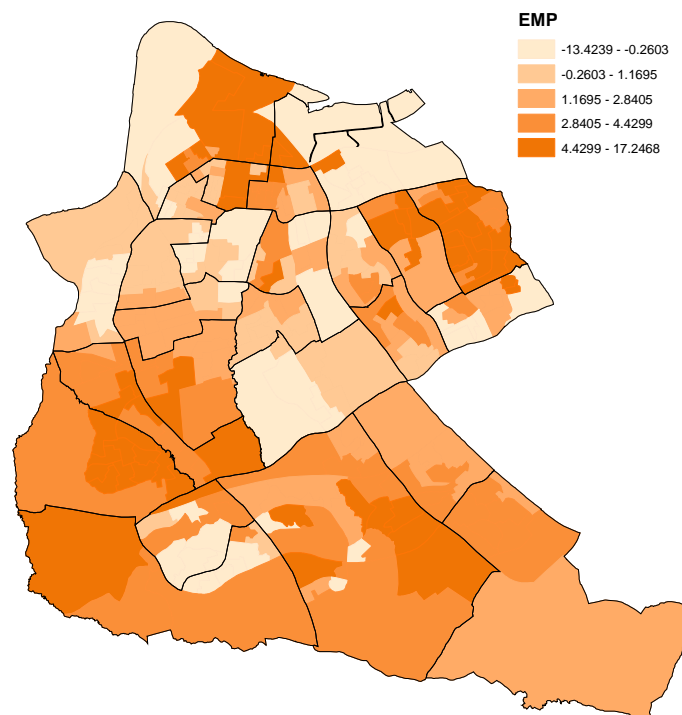 EMP
-13.4239 - -0.2603
-0.2603 - 1.1695
1.1695 - 2.8405
2.8405 - 4.4299
4.4299 - 17.2468